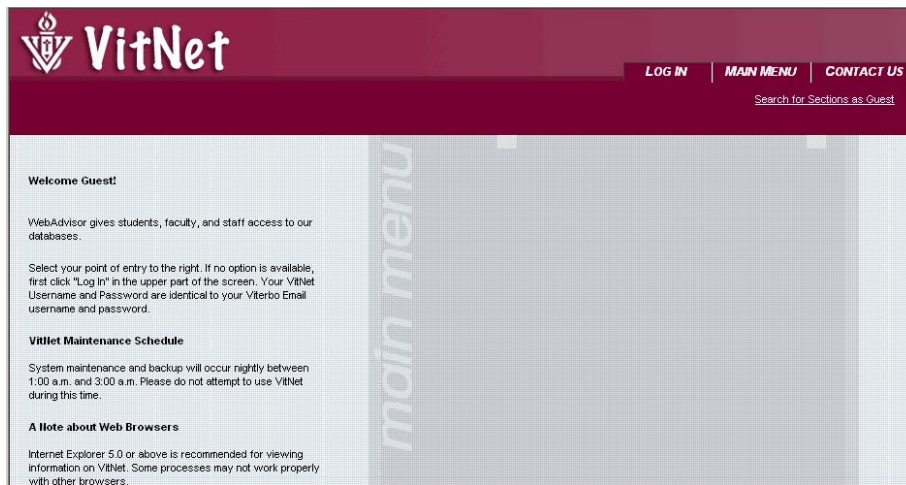 VitNet
LOG IN
MAIN MENU
CONTACT US
Search for Sections as Guest
Welcome Guest!
WebAdvisor gives students, faculty, and staff access to our
databases.
Select your point of entry to the right. If no option is available,
first click "Log In" in the upper part of the screen. Your VitNet
Username and Password are identical to your Viterbo Email
username and password.
VitNet Maintenance Schedule
System maintenance and backup will occur nightly between
1:00 a.m. and 3:00 a.m. Please do not attempt to use VitNet
during this time.
A Note about Web Browsers
Internet Explorer 5.0 or above is recommended for viewing
information on VitNet. Some processes may not work properly
with other browsers.
main menu